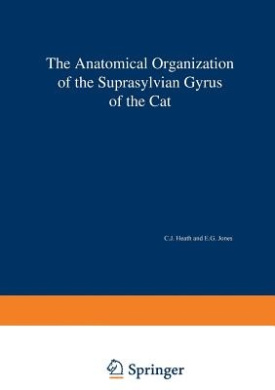 The Anatomical Organization
of the Suprasylvian Gyrus
of the Cat
C.J. Heath and E.G. Jones
Springer